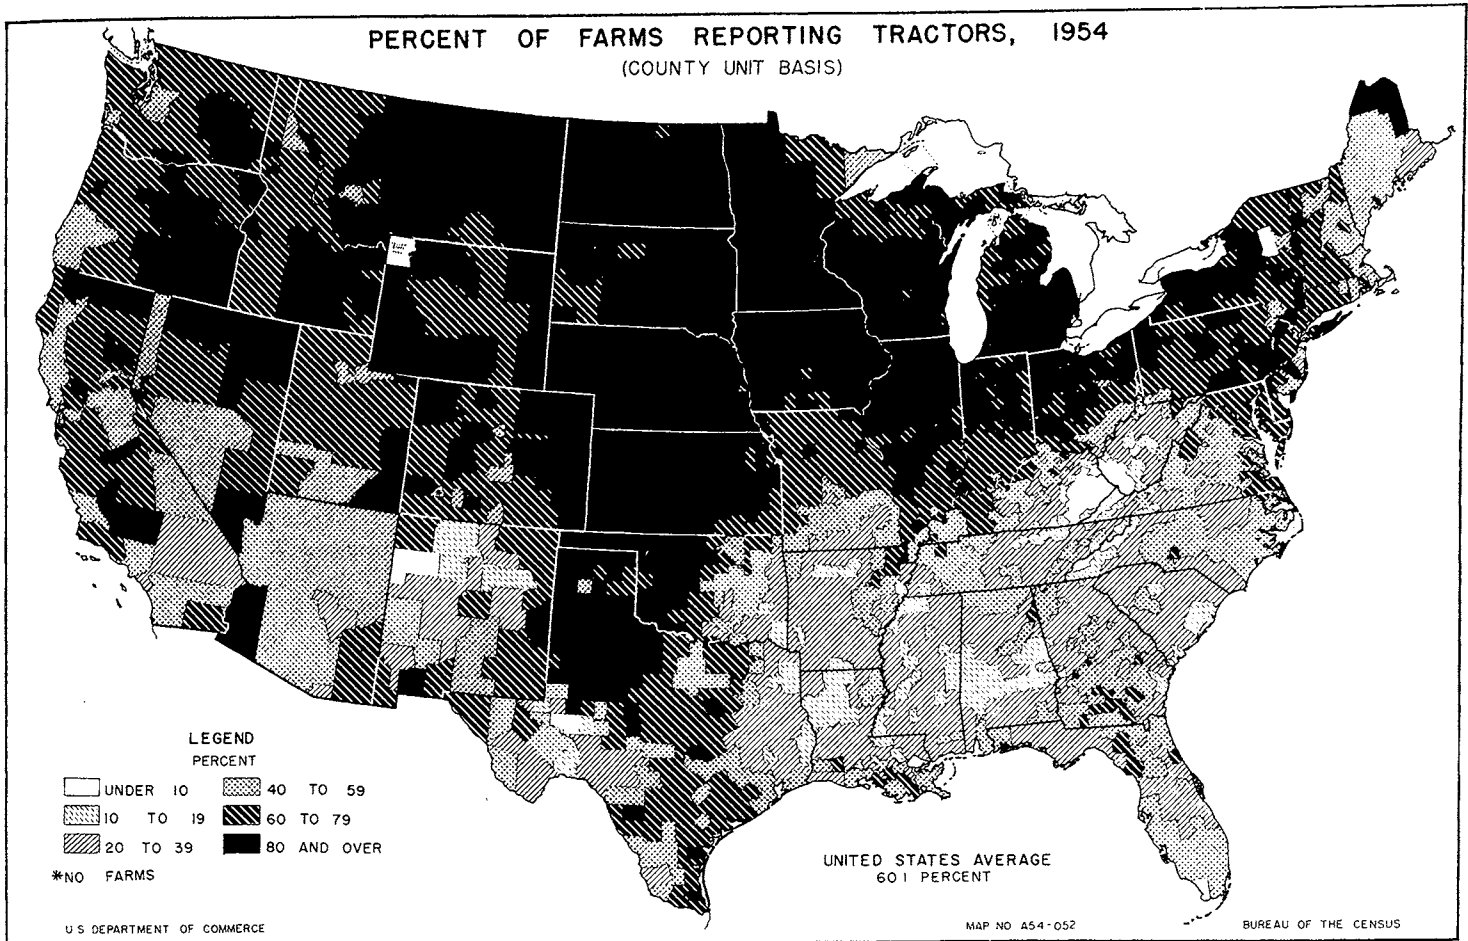 PERCENT OF FARMS REPORTING TRACTORS, 1954
(COUNTY UNIT BASIS)
LEGEND
PERCENT
UNDER 10
40 TO 59
10 TO 19
60 TO 79
20 TO 39
80 AND OVER
*NO FARMS
UNITED STATES AVERAGE
60 1 PERCENT
U S DEPARTMENT OF COMMERCE
MAP NO A54-052
BUREAU OF THE CENSUS